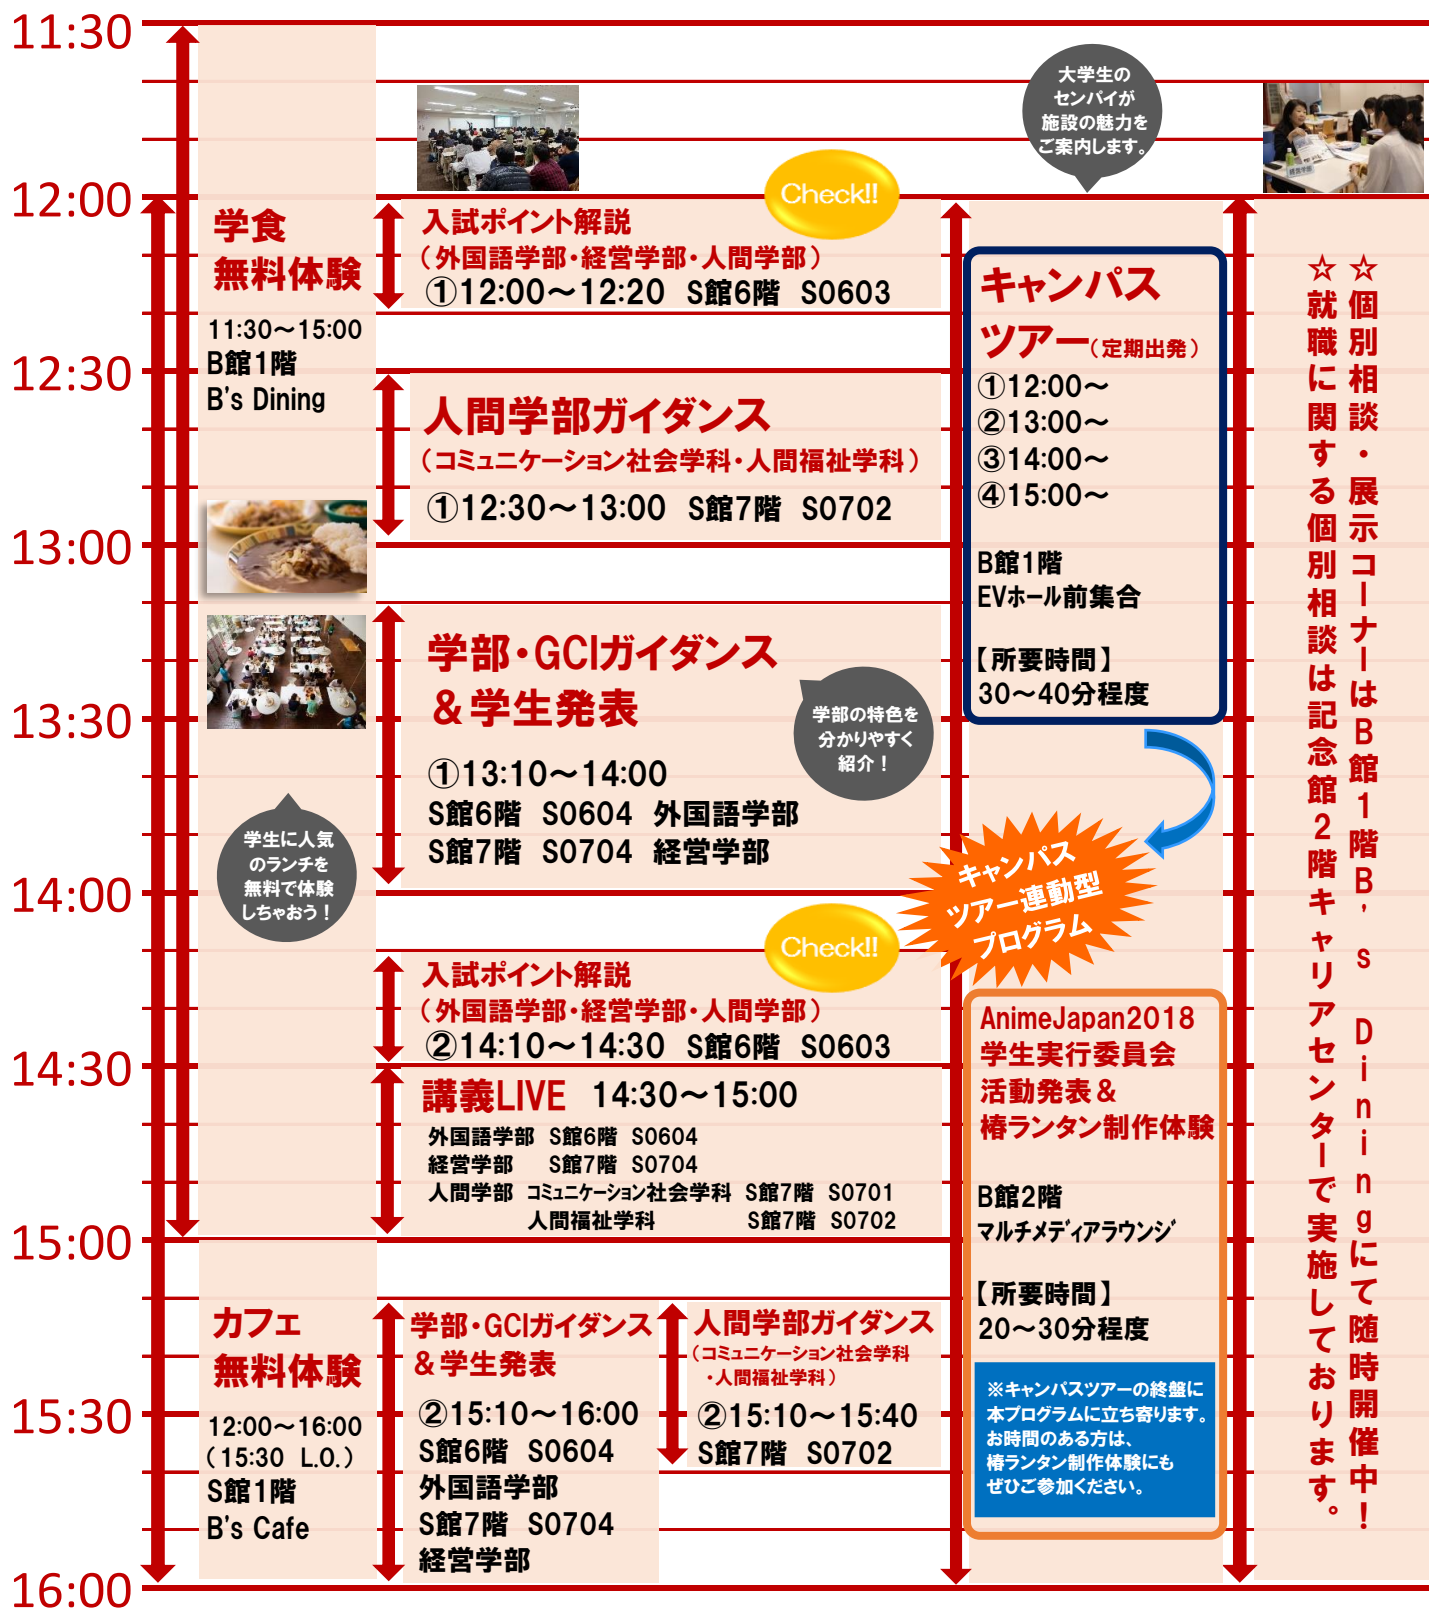 11:30
12:00
12:30
13:00
13:30
14:00
14:30
15:00
15:30
16:00
学食
無料体験
11:30～15:00
B館1階
B's Dining
学生に人気
のランチを
無料で体験
しちゃおう！
カフェ
無料体験
12:00～16:00
（15:30 L.O.）
S館1階
B's Cafe
Check!!
入試ポイント解説
（外国語学部・経営学部・人間学部）
①12:00～12:20 S館6階 S0603
人間学部ガイダンス
（コミュニケーション社会学科・人間福祉学科）
①12:30～13:00 S館7階 S0702
学部・GCIガイダンス
＆学生発表
学部の特色を
分かりやすく
紹介！
①13:10～14:00
S館6階 S0604 外国語学部
S館7階 S0704 経営学部
Check!!
入試ポイント解説
（外国語学部・経営学部・人間学部）
②14:10～14:30 S館6階 S0603
講義LIVE 14:30～15:00
外国語学部 S館6階 S0604
経営学部 S館7階 S0704
人間学部 コミュニケーション社会学科 S館7階 S0701
人間福祉学科 S館7階 S0702
学部・GCIガイダンス
＆学生発表
②15:10～16:00
S館6階 S0604
外国語学部
S館7階 S0704
経営学部
人間学部ガイダンス
（コミュニケーション社会学科
・人間福祉学科）
②15:10～15:40
S館7階 S0702
大学生の
センパイが
施設の魅力を
ご案内します。
キャンパス
ツアー（定期出発）
①12:00～
②13:00～
③14:00～
④15:00～
B館1階
EVホール前集合
【所要時間】
30～40分程度
キャンパス
ツアー連動型
プログラム
AnimeJapan2018
学生実行委員会
活動発表＆
椿ランタン制作体験
B館2階
マルチメディアラウンジ
【所要時間】
20～30分程度
※キャンパスツアーの終盤に
本プログラムに立ち寄ります。
お時間のある方は、
椿ランタン制作体験にも
ぜひご参加ください。
☆個別相談・展示コーナーはB館1階B's Diningにて随時開催中！
☆就職に関する個別相談は記念館2階キャリアセンターで実施しております。